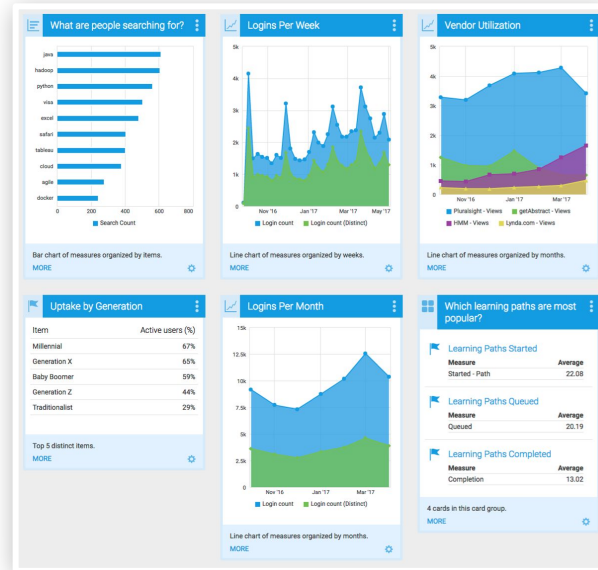 What are people searching for?
java
hadoop
python
visa
excel
safari
tableau
cloud
agile
docker
0 200 400 600 800
Search Count
Bar chart of measures organized by items.
MORE
Logins Per Week
5k
4k
3k
2k
1k
0
Nov '16 Jan '17 Mar '17 May '17
Login count Login count (Distinct)
Line chart of measures organized by weeks.
MORE
Vendor Utilization
5k
4k
3k
2k
1k
0
Nov '16 Jan '17 Mar '17
Pluralsight - Views getAbstract - Views
HMM - Views Lynda.com - Views
Line chart of measures organized by months.
MORE
Uptake by Generation
Item Active users (%)
Millennial 67%
Generation X 65%
Baby Boomer 59%
Generation Z 44%
Traditionalist 29%
Top 5 distinct items.
MORE
Logins Per Month
15k
12.5k
10k
7.5k
5k
2.5k
0
Nov '16 Jan '17 Mar '17
Login count Login count (Distinct)
Line chart of measures organized by months.
MORE
Which learning paths are most
popular?
Learning Paths Started
Measure Average
Started - Path 22.08
Learning Paths Queued
Measure Average
Queued 20.19
Learning Paths Completed
Measure Average
Completion 13.02
4 cards in this card group.
MORE